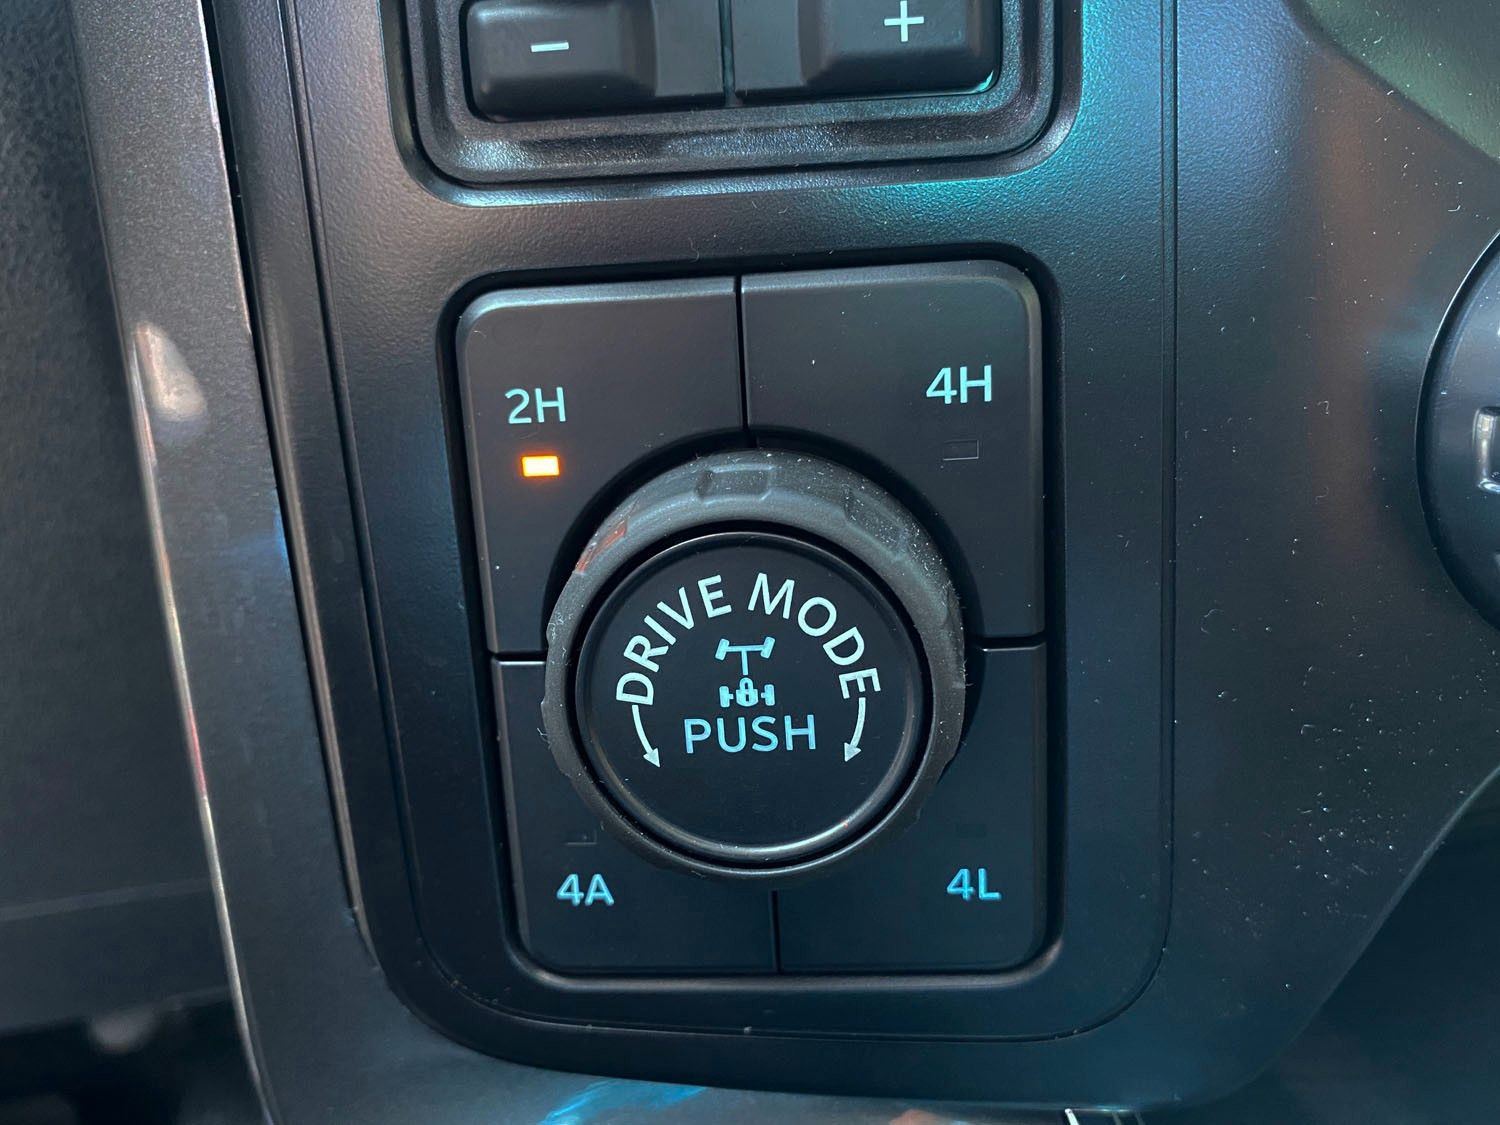 - +
2H 4H
DRIVE MODE
PUSH
4A 4L